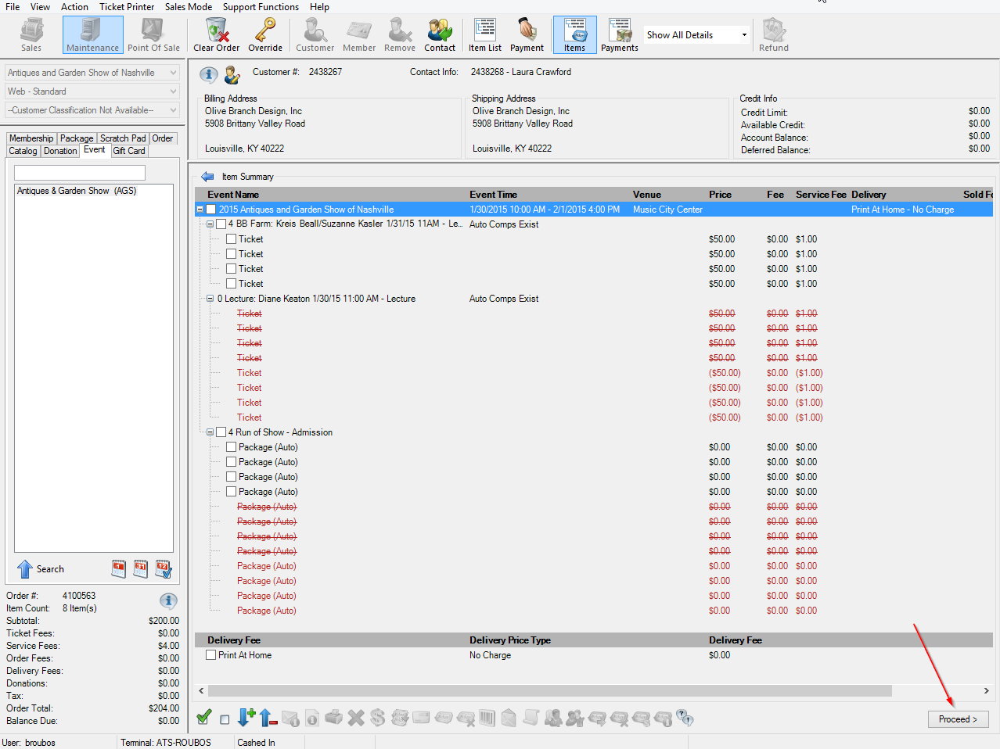 File View Action Ticket Printer Sales Mode Support Functions Help
Sales Maintenance Point Of Sale Clear Order Override Customer Member Remove Contact Item List Payment Items Payments Show All Details Refund
Antiques and Garden Show of Nashville
Web - Standard
--Customer Classification Not Available--
Membership Package Scratch Pad Order
Catalog Donation Event Gift Card
Antiques & Garden Show (AGS)
Search
Order #: 4100563
Item Count: 8 Item(s)
Subtotal: $200.00
Ticket Fees: $0.00
Service Fees: $4.00
Order Fees: $0.00
Delivery Fees: $0.00
Donations: $0.00
Tax: $0.00
Order Total: $204.00
Balance Due: $0.00
Customer #: 2438267 Contact Info: 2438268 - Laura Crawford
Billing Address
Olive Branch Design, Inc
5908 Brittany Valley Road
Louisville, KY 40222
Shipping Address
Olive Branch Design, Inc
5908 Brittany Valley Road
Louisville, KY 40222
Credit Info
Credit Limit: $0.00
Available Credit: $0.00
Account Balance: $0.00
Deferred Balance: $0.00
Item Summary
Event Name Event Time Venue Price Fee Service Fee Delivery Sold Fo
2015 Antiques and Garden Show of Nashville 1/30/2015 10:00 AM - 2/1/2015 4:00 PM Music City Center Print At Home - No Charge
4 BB Farm: Kreis Beall/Suzanne Kasler 1/31/15 11AM - Le... Auto Comps Exist
Ticket $50.00 $0.00 $1.00
Ticket $50.00 $0.00 $1.00
Ticket $50.00 $0.00 $1.00
Ticket $50.00 $0.00 $1.00
0 Lecture: Diane Keaton 1/30/15 11:00 AM - Lecture Auto Comps Exist
Ticket $50.00 $0.00 $1.00
Ticket $50.00 $0.00 $1.00
Ticket $50.00 $0.00 $1.00
Ticket $50.00 $0.00 $1.00
Ticket ($50.00) $0.00 ($1.00)
Ticket ($50.00) $0.00 ($1.00)
Ticket ($50.00) $0.00 ($1.00)
Ticket ($50.00) $0.00 ($1.00)
4 Run of Show - Admission
Package (Auto) $0.00 $0.00 $0.00
Package (Auto) $0.00 $0.00 $0.00
Package (Auto) $0.00 $0.00 $0.00
Package (Auto) $0.00 $0.00 $0.00
Package (Auto) $0.00 $0.00 $0.00
Package (Auto) $0.00 $0.00 $0.00
Package (Auto) $0.00 $0.00 $0.00
Package (Auto) $0.00 $0.00 $0.00
Package (Auto) $0.00 $0.00 $0.00
Package (Auto) $0.00 $0.00 $0.00
Package (Auto) $0.00 $0.00 $0.00
Package (Auto) $0.00 $0.00 $0.00
Delivery Fee Delivery Price Type Delivery Fee
Print At Home No Charge $0.00
Proceed >
User: broubos Terminal: ATS-ROUBOS Cashed In